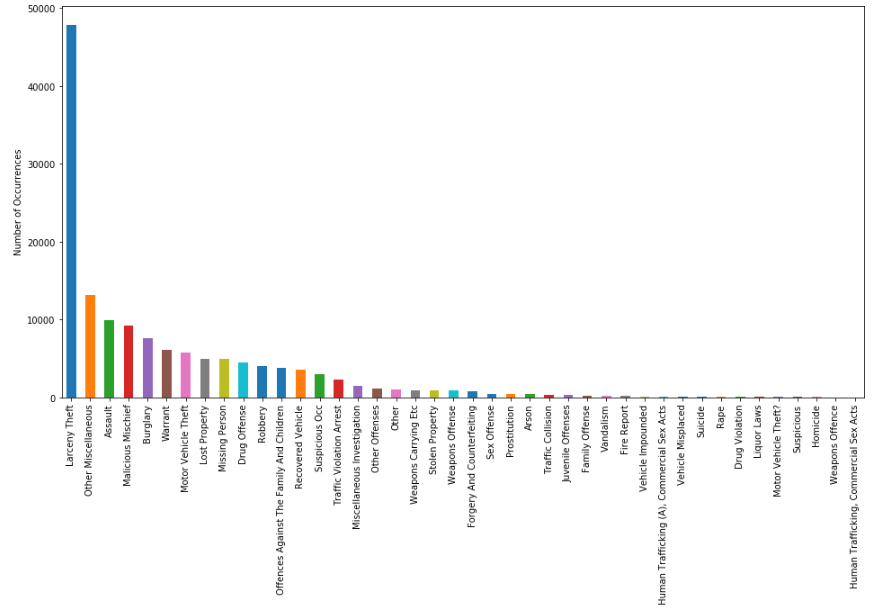 50000
40000
30000
20000
10000
0
Number of Occurrences
Larceny Theft
Other Miscellaneous
Assault
Malicious Mischief
Burglary
Warrant
Motor Vehicle Theft
Lost Property
Missing Person
Drug Offense
Robbery
Offences Against The Family And Children
Recovered Vehicle
Suspicious Occ
Traffic Violation Arrest
Miscellaneous Investigation
Other Offenses
Other
Weapons Carrying Etc
Stolen Property
Weapons Offense
Forgery And Counterfeiting
Sex Offense
Prostitution
Arson
Traffic Collision
Juvenile Offenses
Family Offense
Vandalism
Fire Report
Vehicle Impounded
Human Trafficking (A), Commercial Sex Acts
Vehicle Misplaced
Suicide
Rape
Drug Violation
Liquor Laws
Motor Vehicle Theft?
Suspicious
Homicide
Weapons Offence
Human Trafficking, Commercial Sex Acts